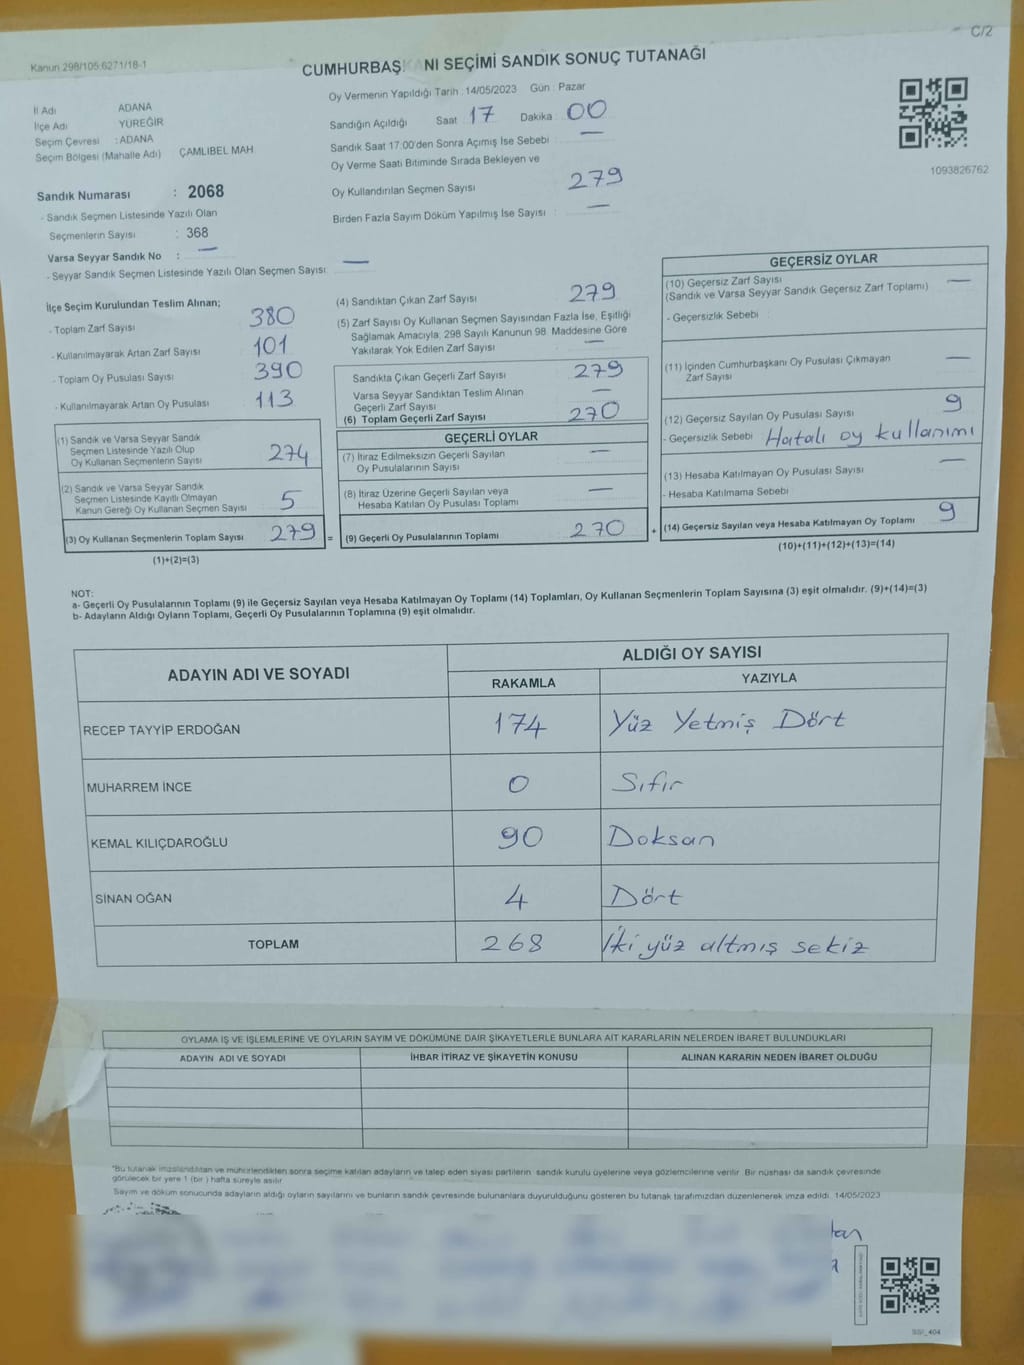 C/2
Kanun 298/105 6271/18-1
CUMHURBAŞKANI SEÇİMİ SANDIK SONUÇ TUTANAĞI
Oy Vermenin Yapıldığı Tarih : 14/05/2023 Gün : Pazar
İl Adı ADANA
İlçe Adı YÜREĞİR
Seçim Çevresi : ADANA
Seçim Bölgesi (Mahalle Adı) ÇAMLIBEL MAH
Sandık Numarası : 2068
- Sandık Seçmen Listesinde Yazılı Olan
Seçmenlerin Sayısı : 368
Varsa Seyyar Sandık No : —
- Seyyar Sandık Seçmen Listesinde Yazılı Olan Seçmen Sayısı: —
Sandığın Açıldığı Saat : 17 Dakika : 00
Sandık Saat 17:00'den Sonra Açımış İse Sebebi : —
Oy Verme Saati Bitiminde Sırada Bekleyen ve
Oy Kullandırılan Seçmen Sayısı 279
Birden Fazla Sayım Döküm Yapılmış İse Sayısı : —
1093826762
İlçe Seçim Kurulundan Teslim Alınan;
- Toplam Zarf Sayısı 380
- Kullanılmayarak Artan Zarf Sayısı 101
- Toplam Oy Pusulası Sayısı 390
- Kullanılmayarak Artan Oy Pusulası 113
(1) Sandık ve Varsa Seyyar Sandık
Seçmen Listesinde Yazılı Olup
Oy Kullanan Seçmenlerin Sayısı 274
(2) Sandık ve Varsa Seyyar Sandık
Seçmen Listesinde Kayıtlı Olmayan
Kanun Gereği Oy Kullanan Seçmen Sayısı 5
(3) Oy Kullanan Seçmenlerin Toplam Sayısı 279 =
(1)+(2)=(3)
(4) Sandıktan Çıkan Zarf Sayısı 279
(5) Zarf Sayısı Oy Kullanan Seçmen Sayısından Fazla İse, Eşitliği
Sağlamak Amacıyla, 298 Sayılı Kanunun 98. Maddesine Göre
Yakılarak Yok Edilen Zarf Sayısı —
Sandıkta Çıkan Geçerli Zarf Sayısı 279
Varsa Seyyar Sandıktan Teslim Alınan
Geçerli Zarf Sayısı —
(6) Toplam Geçerli Zarf Sayısı 270
GEÇERLİ OYLAR
(7) İtiraz Edilmeksizin Geçerli Sayılan
Oy Pusulalarının Sayısı —
(8) İtiraz Üzerine Geçerli Sayılan veya
Hesaba Katılan Oy Pusulası Toplamı —
(9) Geçerli Oy Pusulalarının Toplamı 270 +
GEÇERSİZ OYLAR
(10) Geçersiz Zarf Sayısı —
(Sandık ve Varsa Seyyar Sandık Geçersiz Zarf Toplamı)
- Geçersizlik Sebebi :
(11) İçinden Cumhurbaşkanı Oy Pusulası Çıkmayan —
Zarf Sayısı
(12) Geçersiz Sayılan Oy Pusulası Sayısı 9
- Geçersizlik Sebebi : Hatalı oy kullanımı
(13) Hesaba Katılmayan Oy Pusulası Sayısı —
- Hesaba Katılmama Sebebi
(14) Geçersiz Sayılan veya Hesaba Katılmayan Oy Toplamı 9
(10)+(11)+(12)+(13)=(14)
NOT:
a- Geçerli Oy Pusulalarının Toplamı (9) ile Geçersiz Sayılan veya Hesaba Katılmayan Oy Toplamı (14) Toplamları, Oy Kullanan Seçmenlerin Toplam Sayısına (3) eşit olmalıdır. (9)+(14)=(3)
b- Adayların Aldığı Oyların Toplamı, Geçerli Oy Pusulalarının Toplamına (9) eşit olmalıdır.
ADAYIN ADI VE SOYADI ALDIĞI OY SAYISI
RAKAMLA YAZIYLA
RECEP TAYYİP ERDOĞAN 174 Yüz Yetmiş Dört
MUHARREM İNCE 0 Sıfır
KEMAL KILIÇDAROĞLU 90 Doksan
SİNAN OĞAN 4 Dört
TOPLAM 268 İki yüz altmış sekiz
OYLAMA İŞ VE İŞLEMLERİNE VE OYLARIN SAYIM VE DÖKÜMÜNE DAİR ŞİKAYETLERLE BUNLARA AİT KARARLARIN NELERDEN İBARET BULUNDUKLARI
ADAYIN ADI VE SOYADI İHBAR İTİRAZ VE ŞİKAYETİN KONUSU ALINAN KARARIN NEDEN İBARET OLDUĞU
*Bu tutanak imzalandıktan ve mühürlendikten sonra seçime katılan adayların ve talep eden siyasi partilerin sandık kurulu üyelerine veya gözlemcilerine verilir. Bir nüshası da sandık çevresinde
görülecek bir yere 1 (bir ) hafta süreyle asılır.
Sayım ve döküm sonucunda adayların aldığı oyların sayılarını ve bunların sandık çevresinde bulunanlara duyurulduğunu gösteren bu tutanak tarafımızdan düzenlenerek imza edildi. 14/05/2023